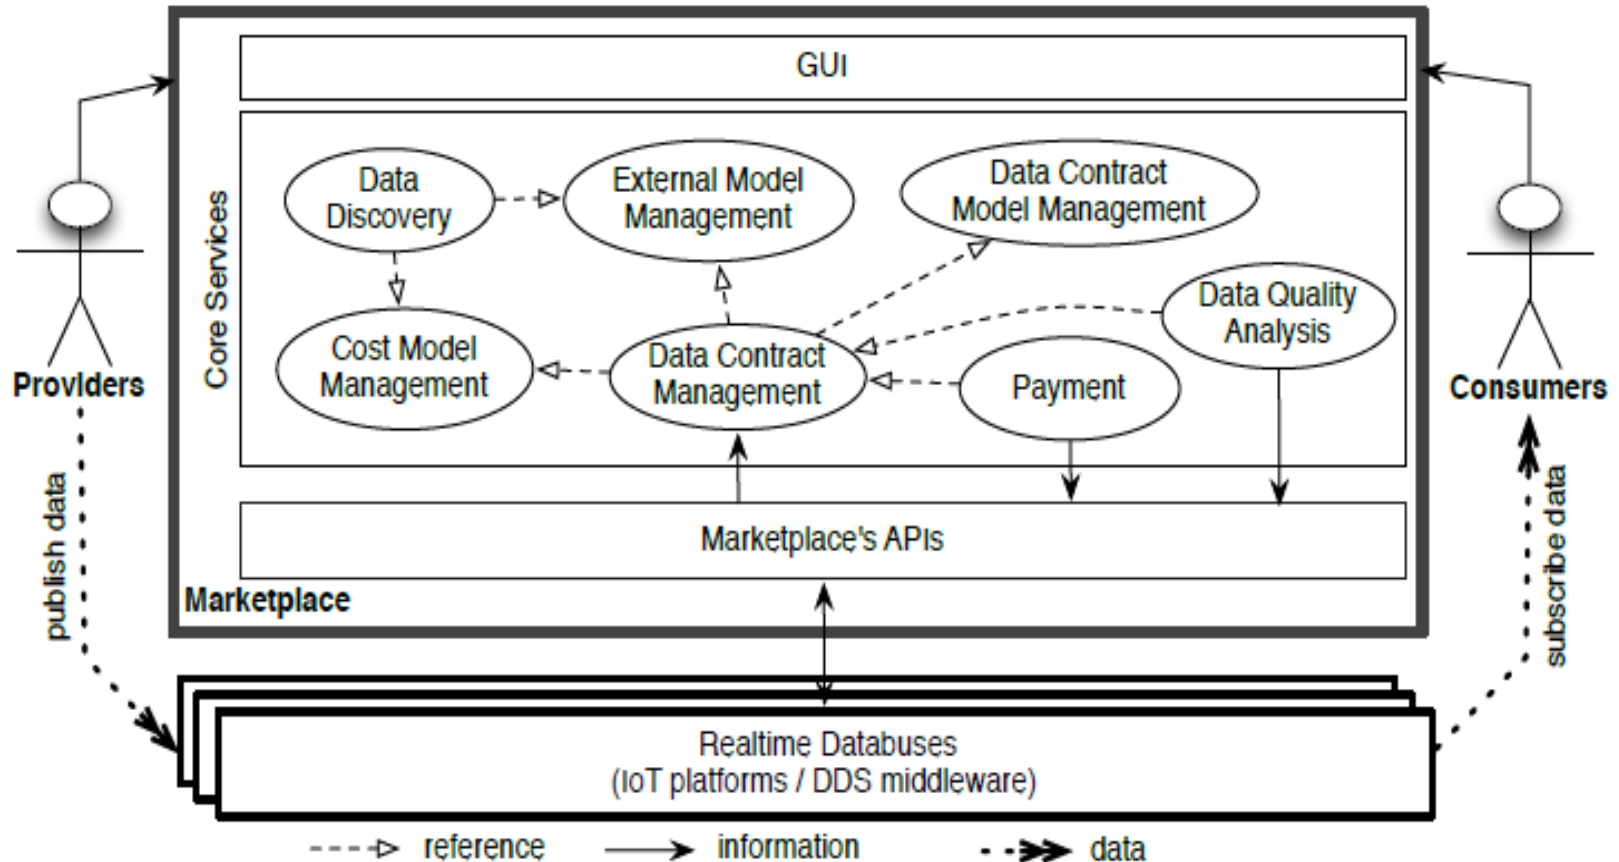 GUI
Core Services
Data
Discovery
External Model
Management
Data Contract
Model Management
Data Quality
Analysis
Cost Model
Management
Data Contract
Management
Payment
Providers
Consumers
publish data
subscribe data
Marketplace's APIs
Marketplace
Realtime Databuses
(IoT platforms / DDS middleware)
reference
information
data